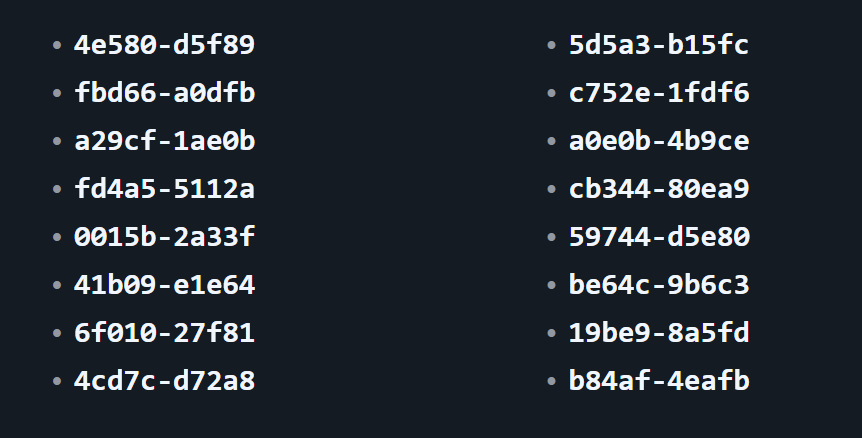 4e580-d5f89
fbd66-a0dfb
a29cf-1ae0b
fd4a5-5112a
0015b-2a33f
41b09-e1e64
6f010-27f81
4cd7c-d72a8
5d5a3-b15fc
c752e-1fdf6
a0e0b-4b9ce
cb344-80ea9
59744-d5e80
be64c-9b6c3
19be9-8a5fd
b84af-4eafb